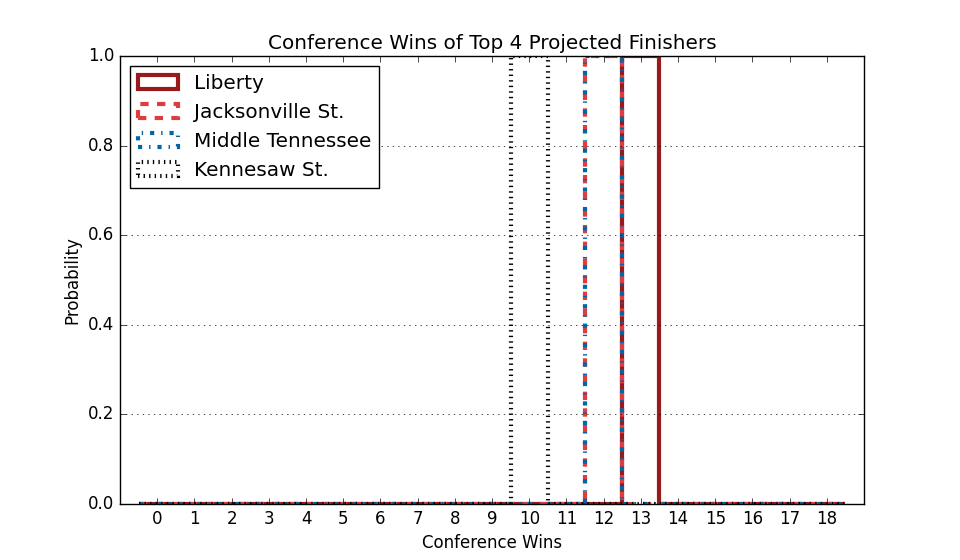 Conference Wins of Top 4 Projected Finishers
1.0
0.8
0.6
0.4
0.2
0.0
Probability
Liberty
Jacksonville St.
Middle Tennessee
Kennesaw St.
0 1 2 3 4 5 6 7 8 9 10 11 12 13 14 15 16 17 18
Conference Wins